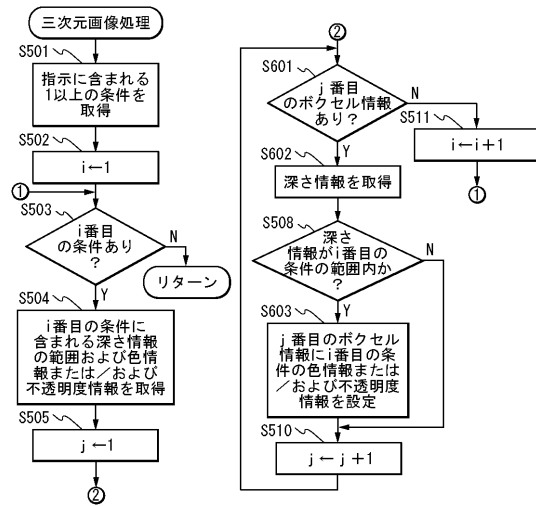 三次元画像処理
S501
指示に含まれる
1以上の条件を
取得
S502
i←1
①
S503
i番目
の条件あり
?
N
リターン
Y
S504
i番目の条件に
含まれる深さ情報
の範囲および色情
報または/および
不透明度情報を取得
S505
j←1
②
②
S601
j番目
のボクセル情報
あり?
N
S511
i←i+1
①
Y
S602
深さ情報を取得
S508
深さ
情報がi番目の
条件の範囲内か
?
N
Y
S603
j番目のボクセル
情報にi番目の条
件の色情報または
/および不透明度
情報を設定
S510
j←j+1